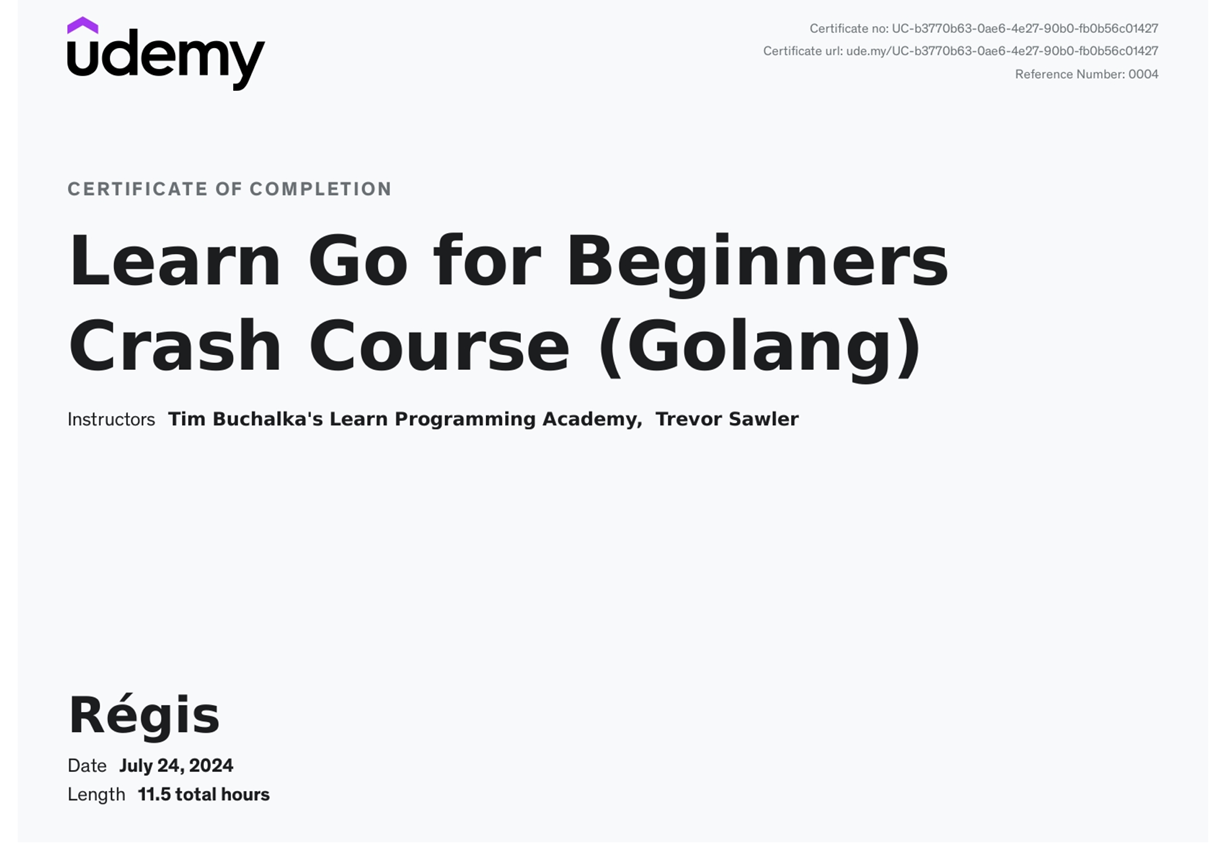 udemy
Certificate no: UC-b3770b63-0ae6-4e27-90b0-fb0b56c01427
Certificate url: ude.my/UC-b3770b63-0ae6-4e27-90b0-fb0b56c01427
Reference Number: 0004
CERTIFICATE OF COMPLETION
Learn Go for Beginners
Crash Course (Golang)
Instructors Tim Buchalka's Learn Programming Academy, Trevor Sawler
Régis
Date July 24, 2024
Length 11.5 total hours